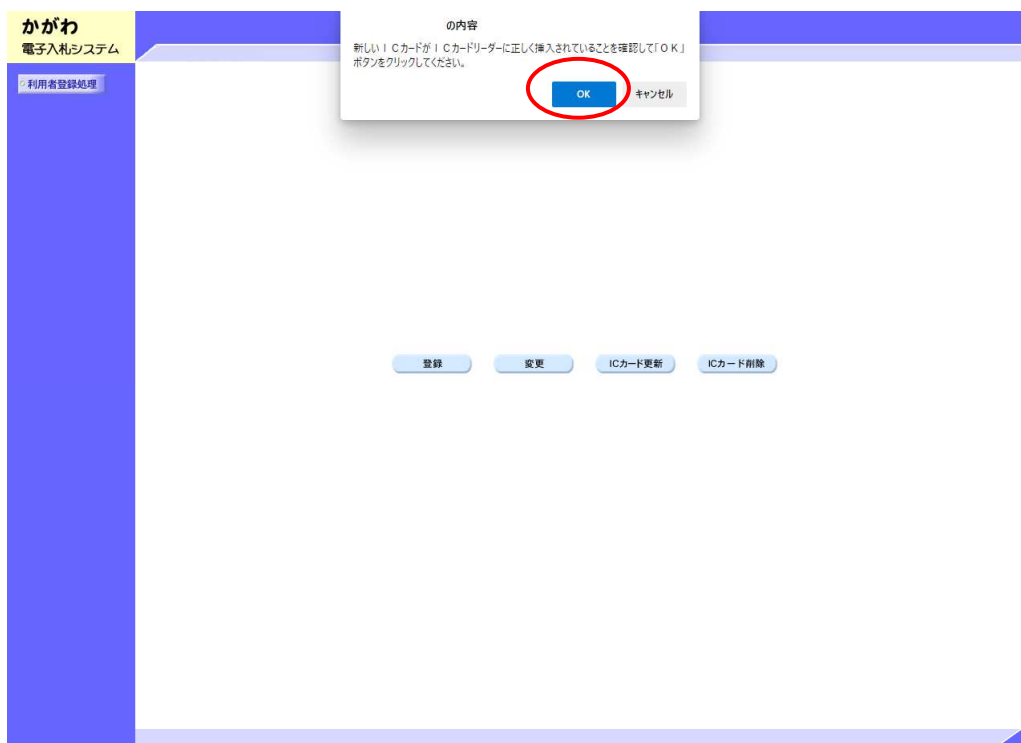 かがわ
電子入札システム
利用者登録処理
の内容
新しいＩＣカードがＩＣカードリーダーに正しく挿入されていることを確認して「ＯＫ」
ボタンをクリックしてください。
OK キャンセル
登録 変更 ICカード更新 ICカード削除